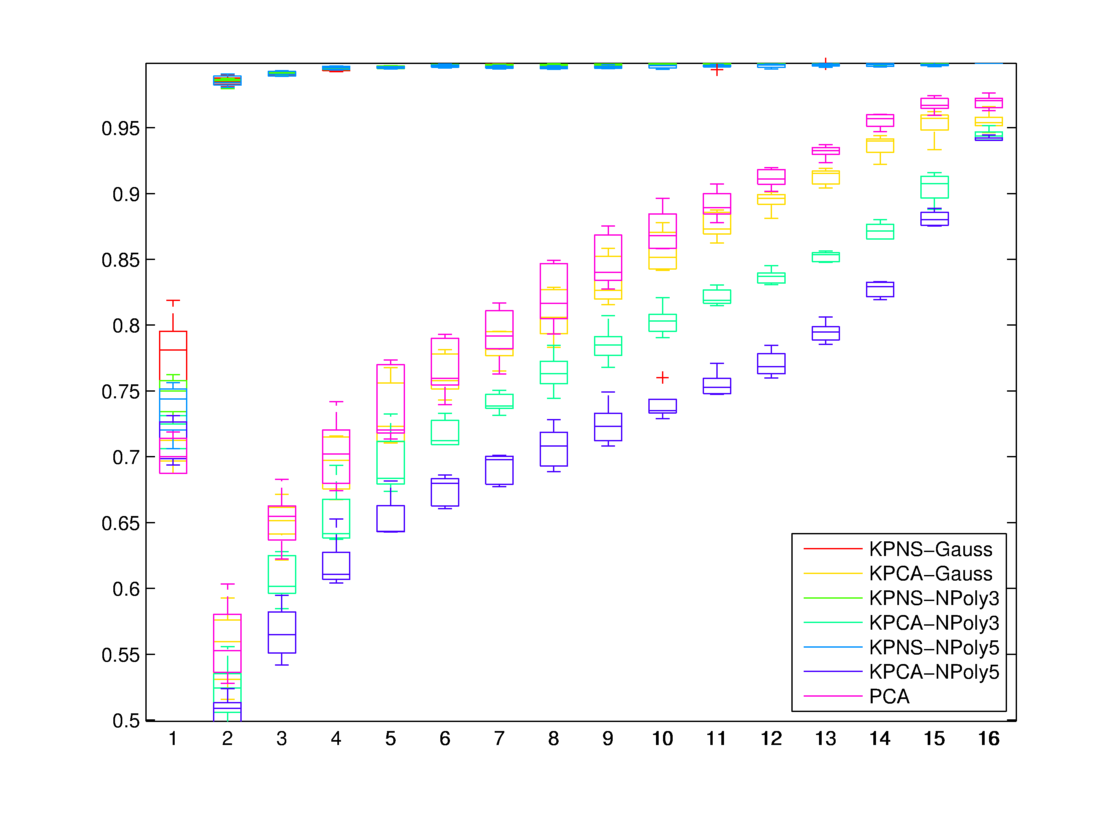 0.95
0.9
0.85
0.8
0.75
0.7
0.65
0.6
0.55
0.5
1 2 3 4 5 6 7 8 9 10 11 12 13 14 15 16
KPNS−Gauss
KPCA−Gauss
KPNS−NPoly3
KPCA−NPoly3
KPNS−NPoly5
KPCA−NPoly5
PCA